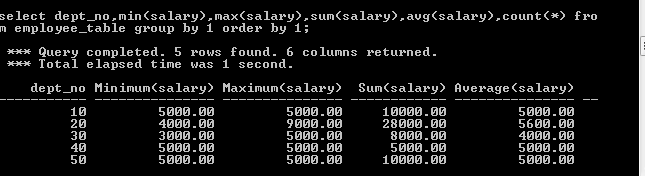 select dept_no,min(salary),max(salary),sum(salary),avg(salary),count(*) fro
m employee_table group by 1 order by 1;
*** Query completed. 5 rows found. 6 columns returned.
*** Total elapsed time was 1 second.
dept_no Minimum(salary) Maximum(salary) Sum(salary) Average(salary)
----------- --------------- --------------- ------------ --------------- --
10 5000.00 5000.00 10000.00 5000.00
20 4000.00 9000.00 28000.00 5600.00
30 3000.00 5000.00 8000.00 4000.00
40 5000.00 5000.00 5000.00 5000.00
50 5000.00 5000.00 10000.00 5000.00